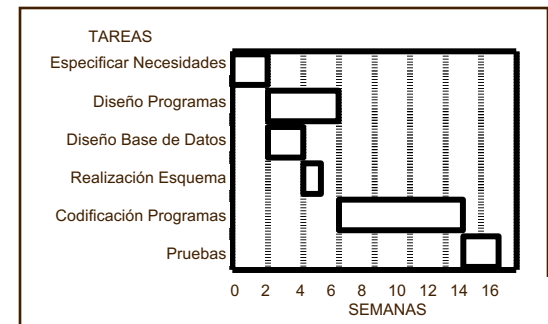 TAREAS
Especificar Necesidades
Diseño Programas
Diseño Base de Datos
Realización Esquema
Codificación Programas
Pruebas
0 2 4 6 8 10 12 14 16
SEMANAS